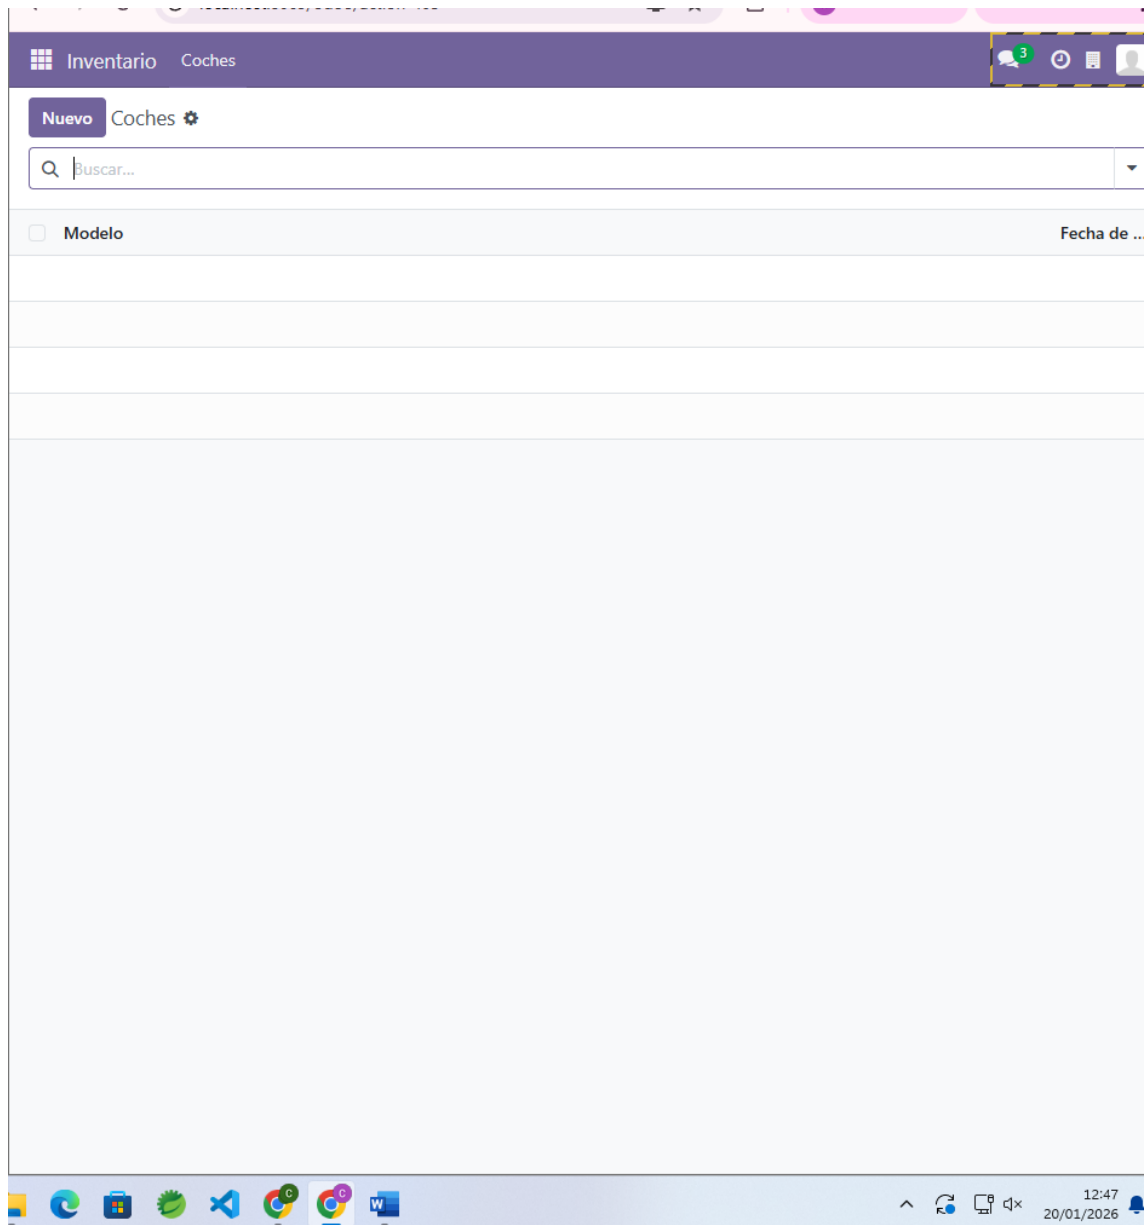 Inventario Coches 3
Nuevo Coches
Buscar...
Modelo Fecha de ...
C C W 12:47
20/01/2026